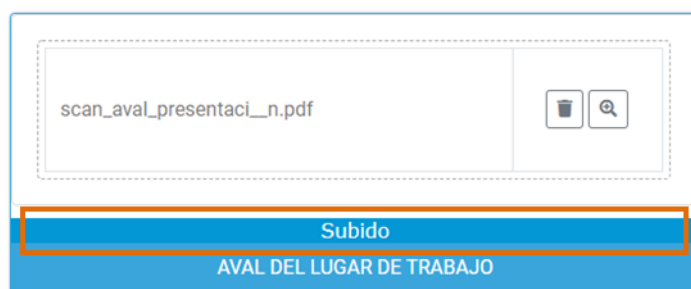 scan_aval_presentaci__n.pdf
Subido
AVAL DEL LUGAR DE TRABAJO